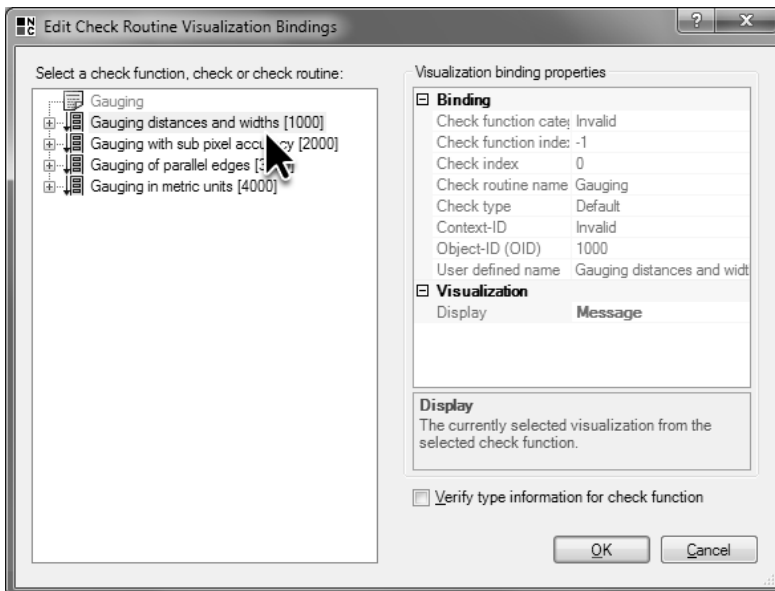 Edit Check Routine Visualization Bindings
Select a check function, check or check routine:
Gauging
Gauging distances and widths [1000]
Gauging with sub pixel accuracy [2000]
Gauging of parallel edges
Gauging in metric units [4000]
Visualization binding properties
Binding
Check function categ Invalid
Check function inde: -1
Check index 0
Check routine name Gauging
Check type Default
Context-ID Invalid
Object-ID (OID) 1000
User defined name Gauging distances and widt
Visualization
Display Message
Display
The currently selected visualization from the
selected check function.
Verify type information for check function
OK Cancel